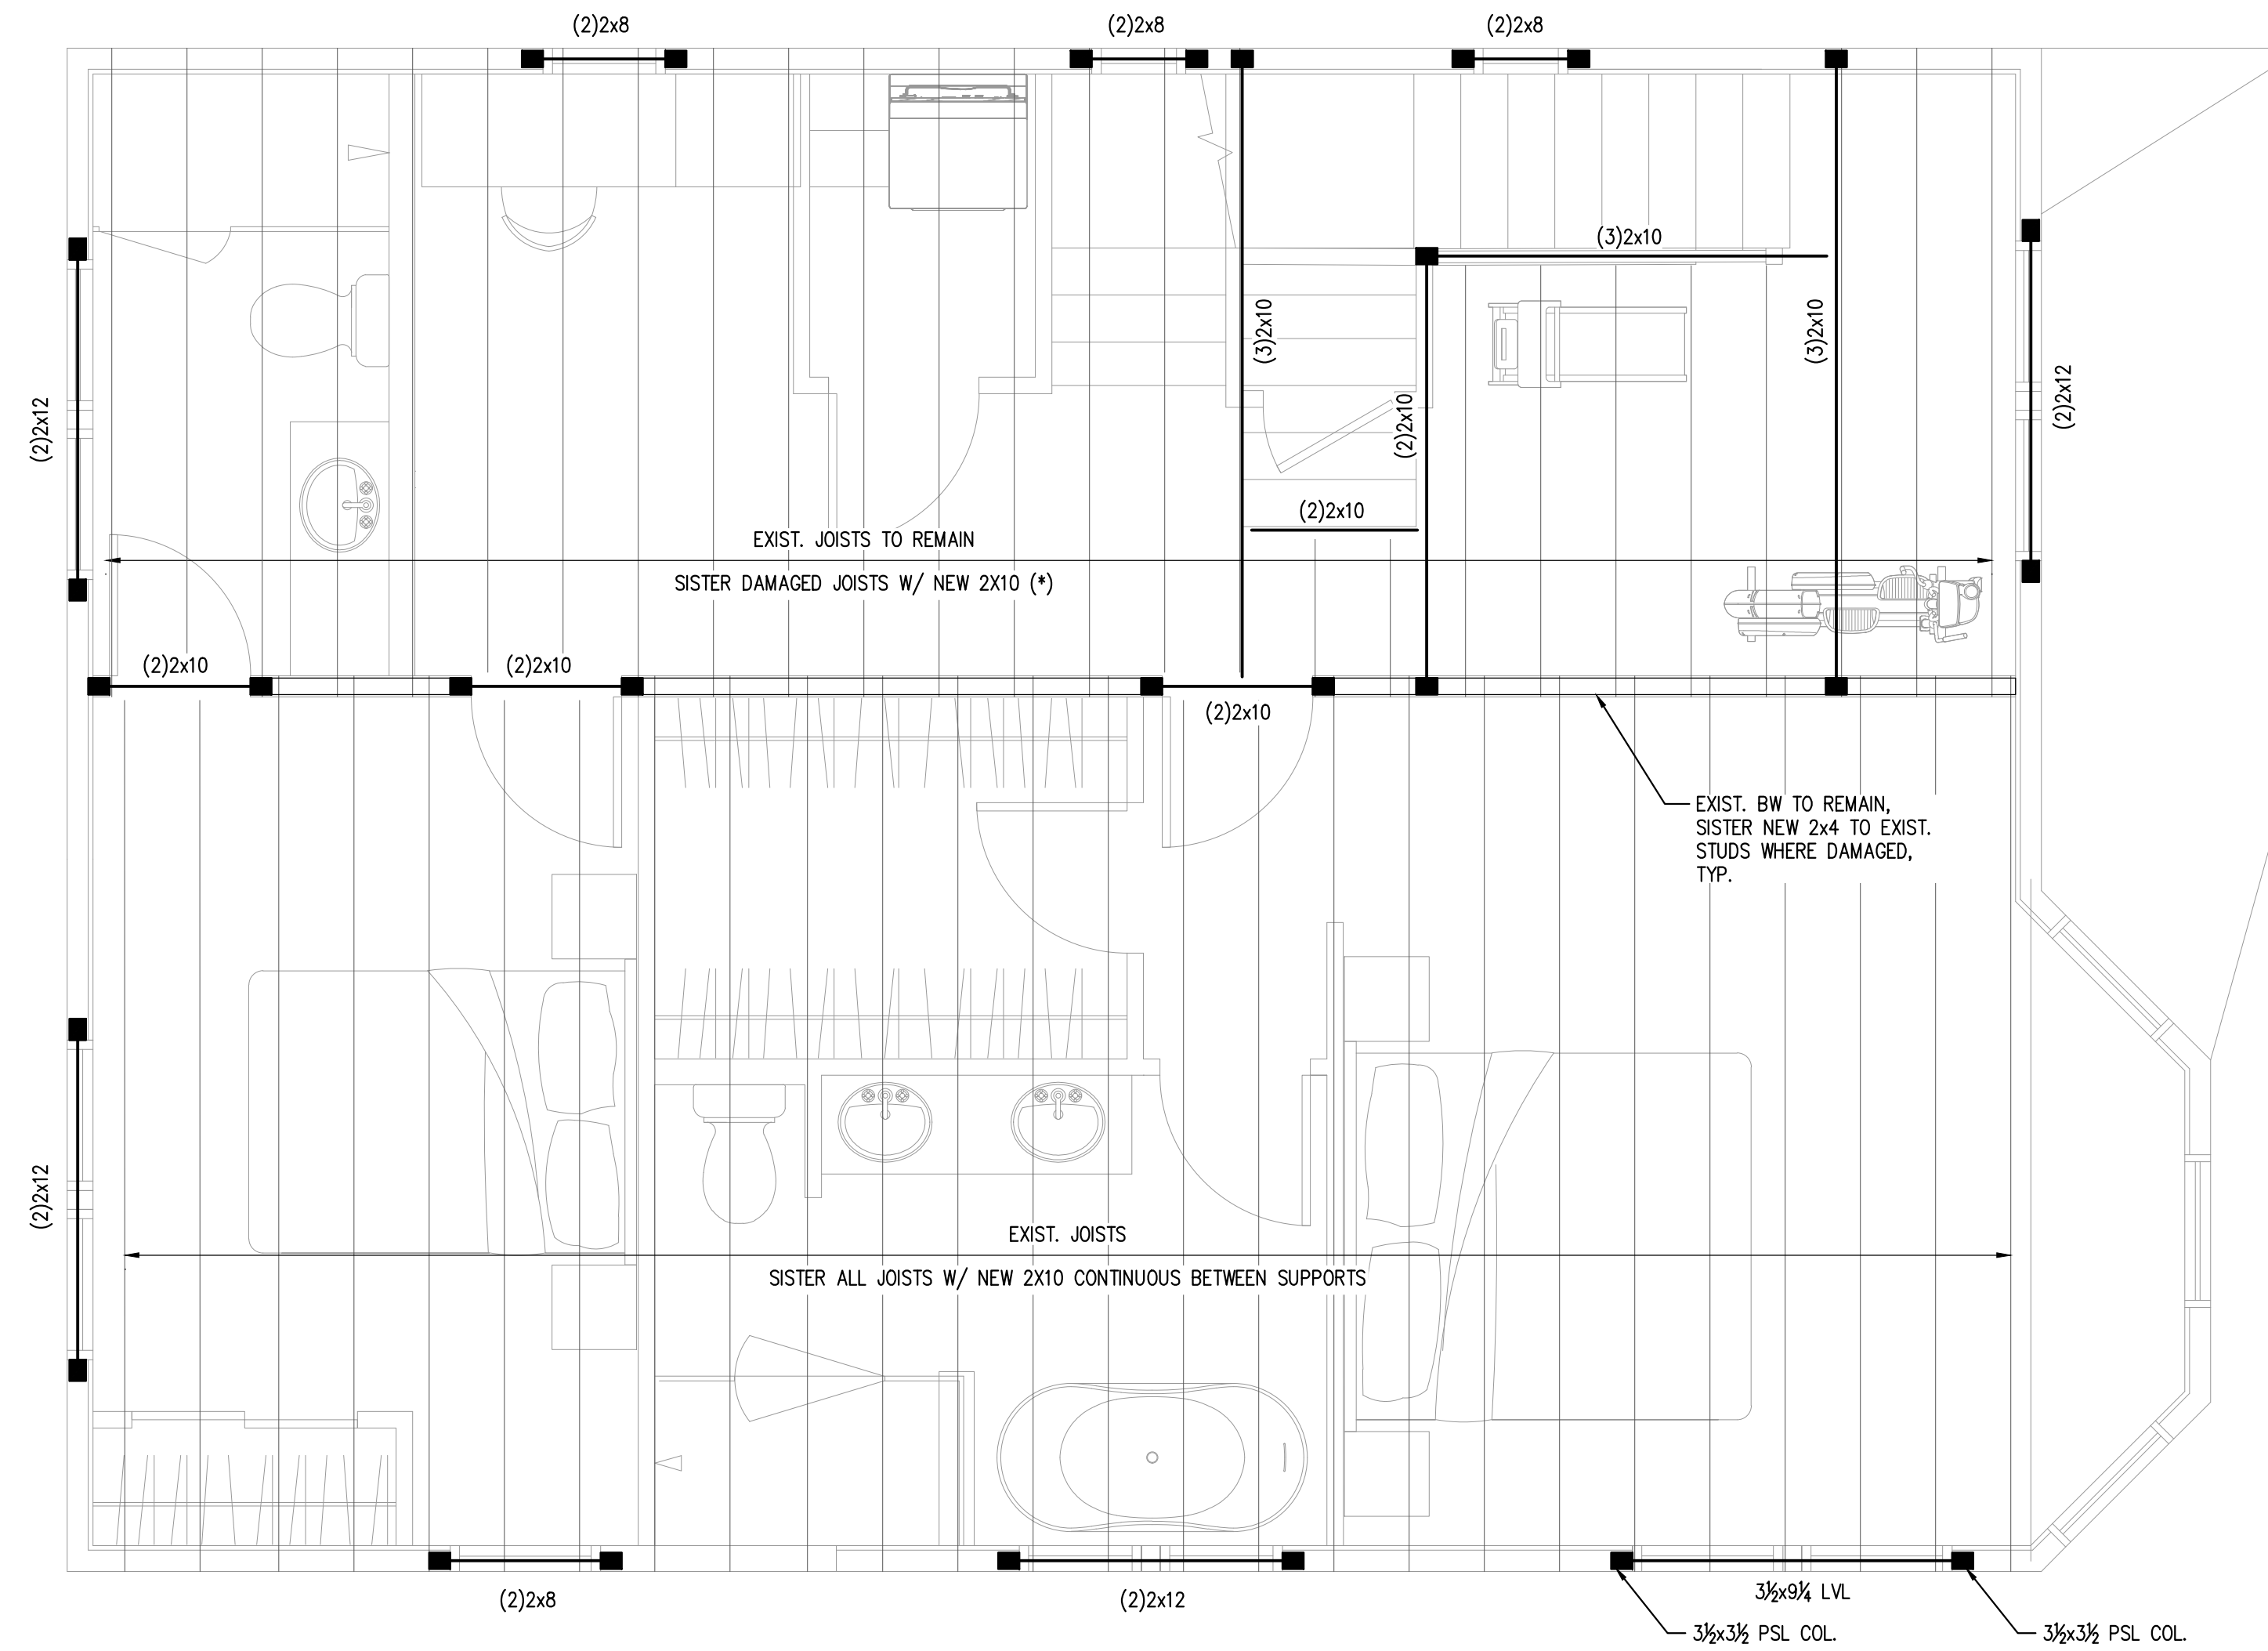 (2)2x8
(2)2x8
(2)2x8
(3)2x10
(3)2x10
(3)2x10
(2)2x12
(2)2x12
(2)2x10
(2)2x10
EXIST. JOISTS TO REMAIN
SISTER DAMAGED JOISTS W/ NEW 2X10 (*)
(2)2x10
(2)2x10
(2)2x10
EXIST. BW TO REMAIN,
SISTER NEW 2x4 TO EXIST.
STUDS WHERE DAMAGED,
TYP.
(2)2x12
EXIST. JOISTS
SISTER ALL JOISTS W/ NEW 2X10 CONTINUOUS BETWEEN SUPPORTS
(2)2x8
(2)2x12
3½x9¼ LVL
3½x3½ PSL COL.
3½x3½ PSL COL.